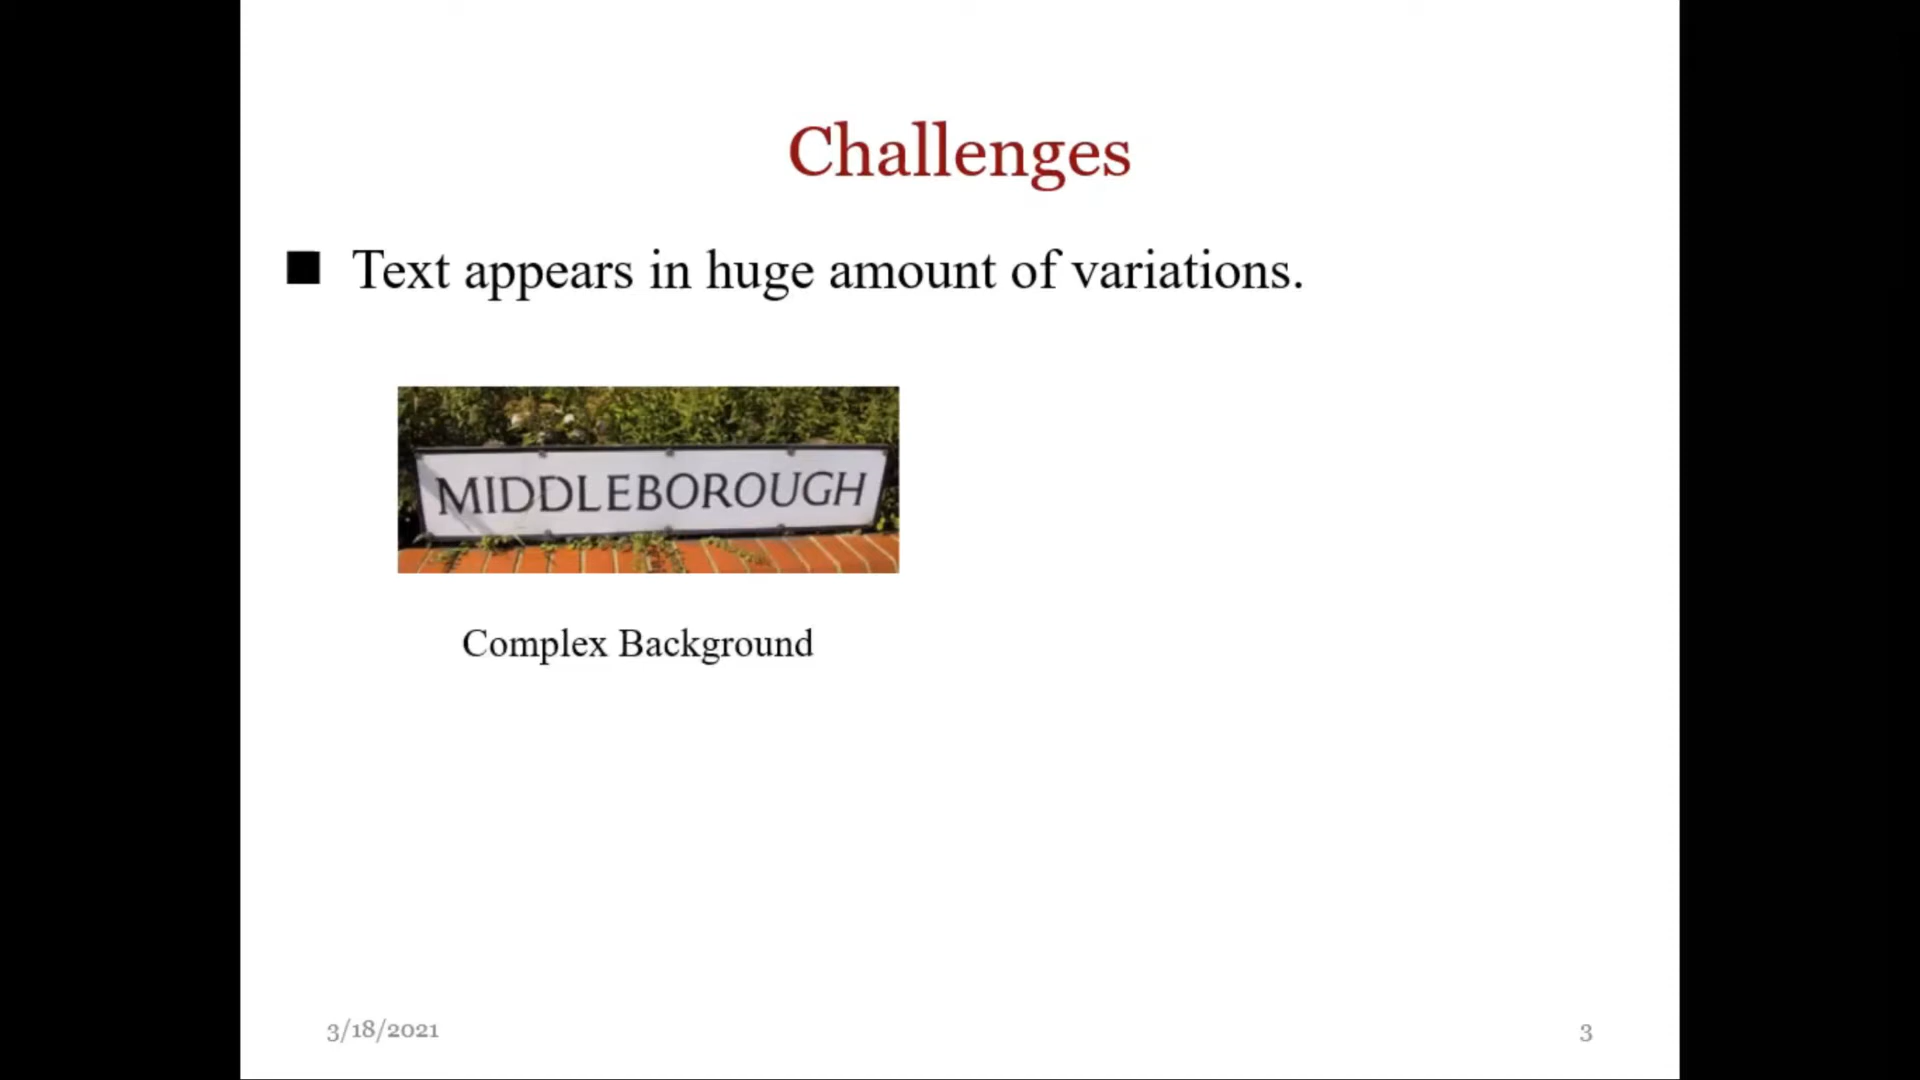 Challenges
Text appears in huge amount of variations.
MIDDLEBOROUGH
Complex Background
3/18/2021
3